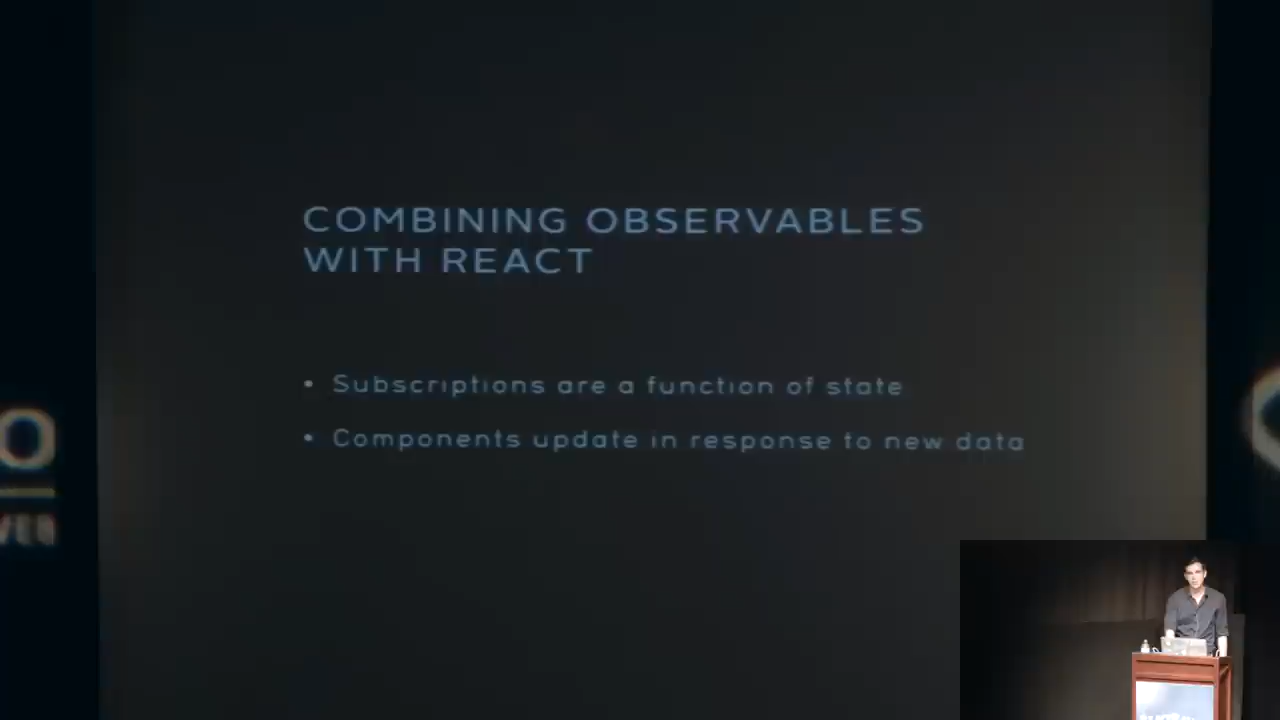 COMBINING OBSERVABLES
WITH REACT
• Subscriptions are a function of state
• Components update in response to new data